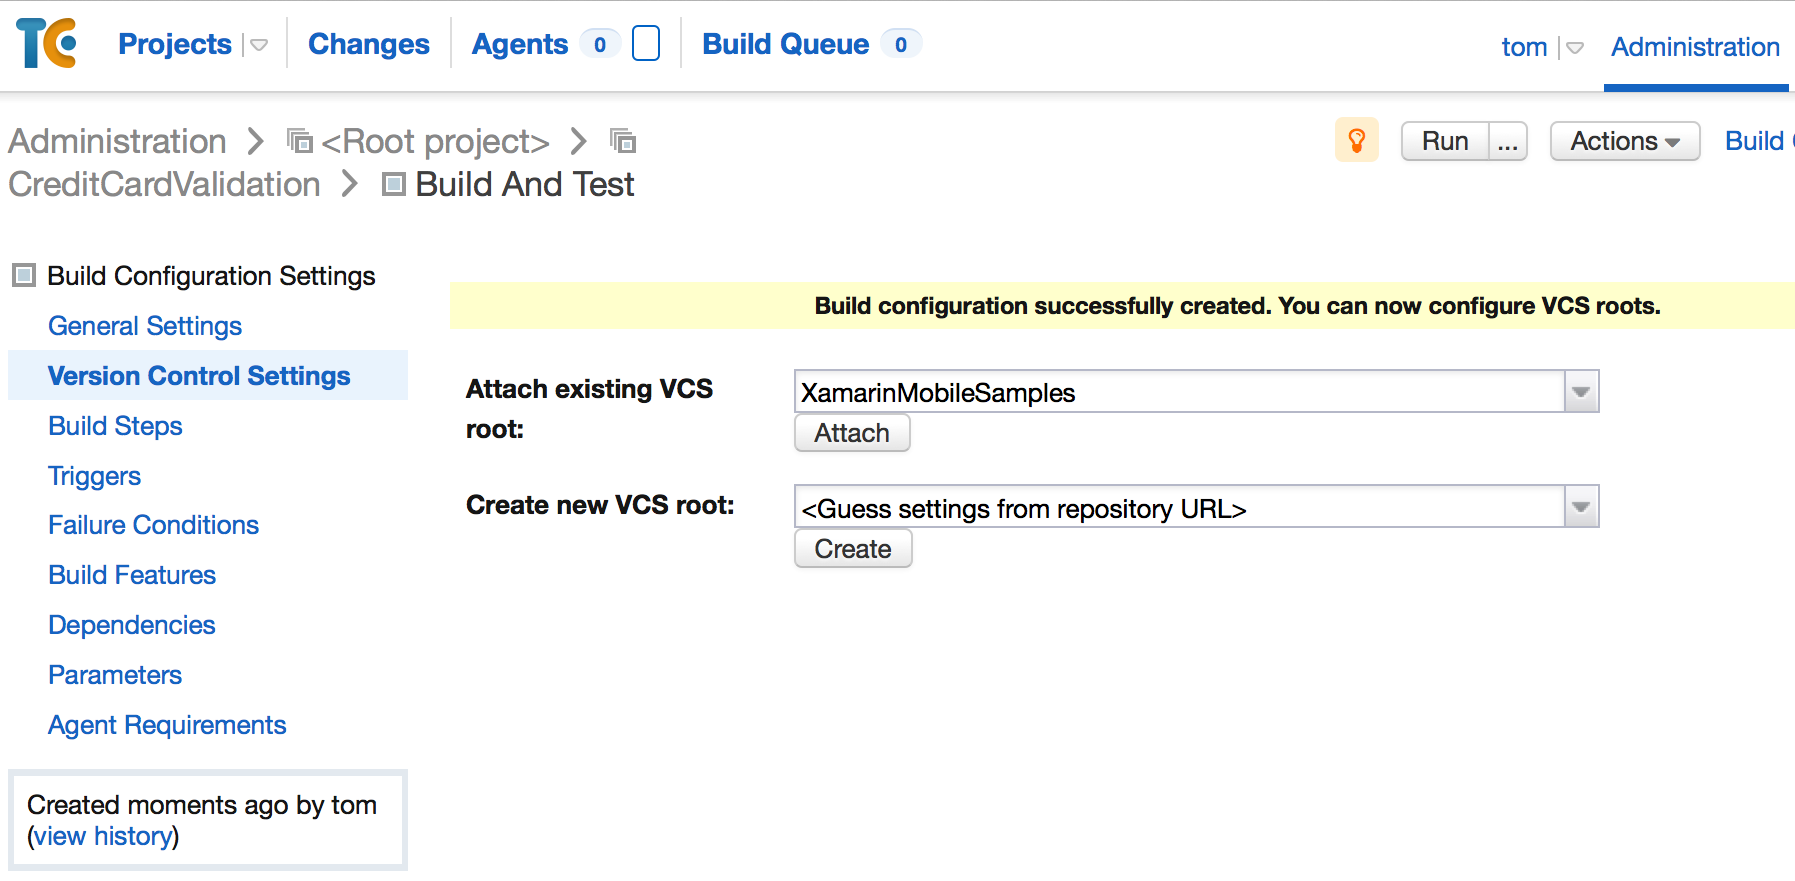 TC Projects Changes Agents 0 Build Queue 0 tom Administration
Administration <Root project>
CreditCardValidation Build And Test
Run ... Actions Build
Build Configuration Settings
General Settings
Version Control Settings
Build Steps
Triggers
Failure Conditions
Build Features
Dependencies
Parameters
Agent Requirements
Created moments ago by tom
(view history)
Build configuration successfully created. You can now configure VCS roots.
Attach existing VCS
root:
XamarinMobileSamples
Attach
Create new VCS root:
<Guess settings from repository URL>
Create